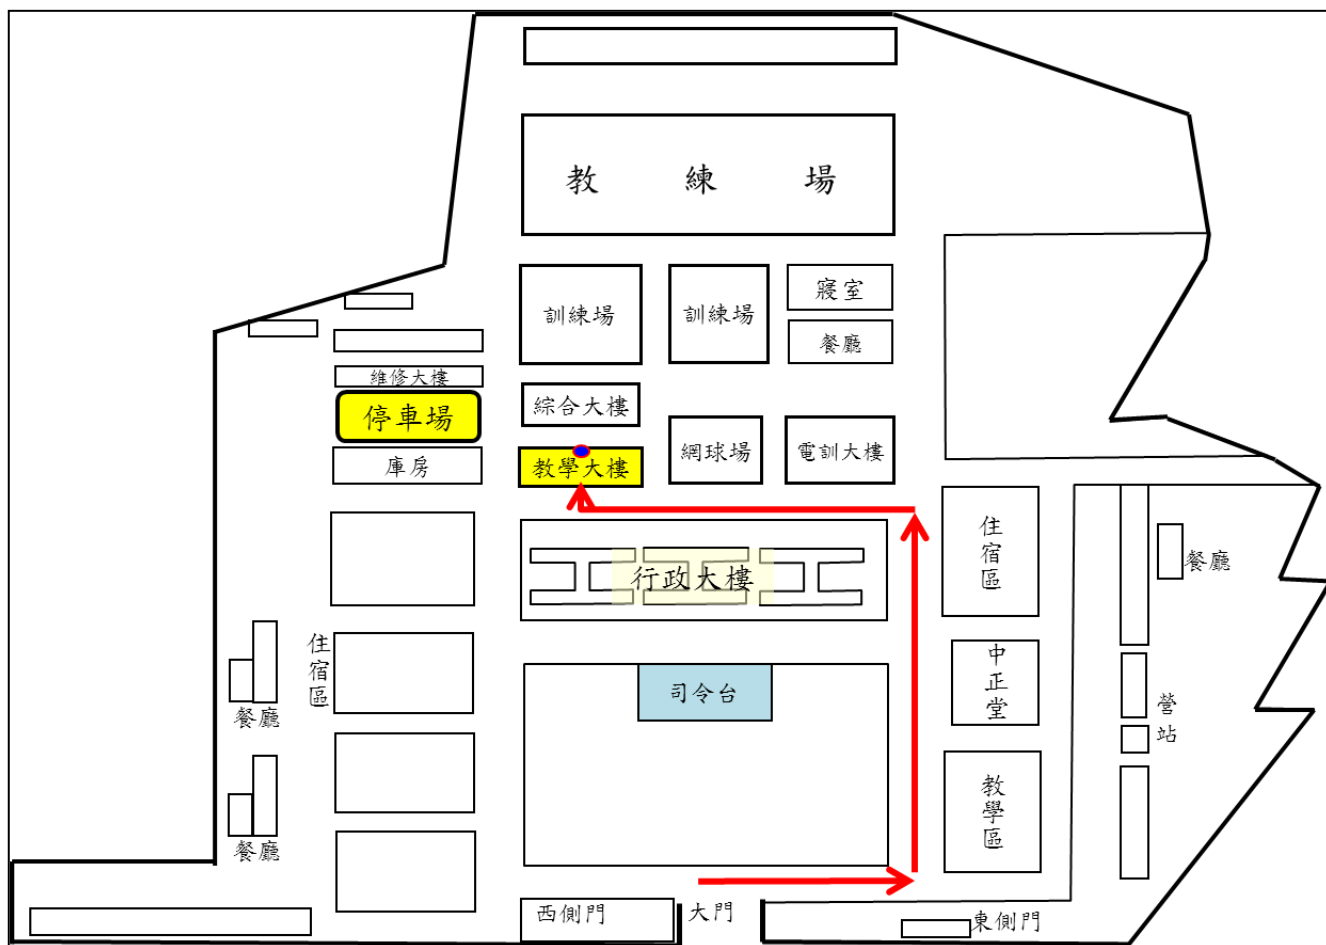 教 練 場
訓練場
訓練場
寢室
餐廳
維修大樓
停車場
綜合大樓
庫房
教學大樓
網球場
電訓大樓
行政大樓
住宿區
餐廳
住宿區
司令台
中正堂
營站
餐廳
教學區
餐廳
西側門
大門
東側門